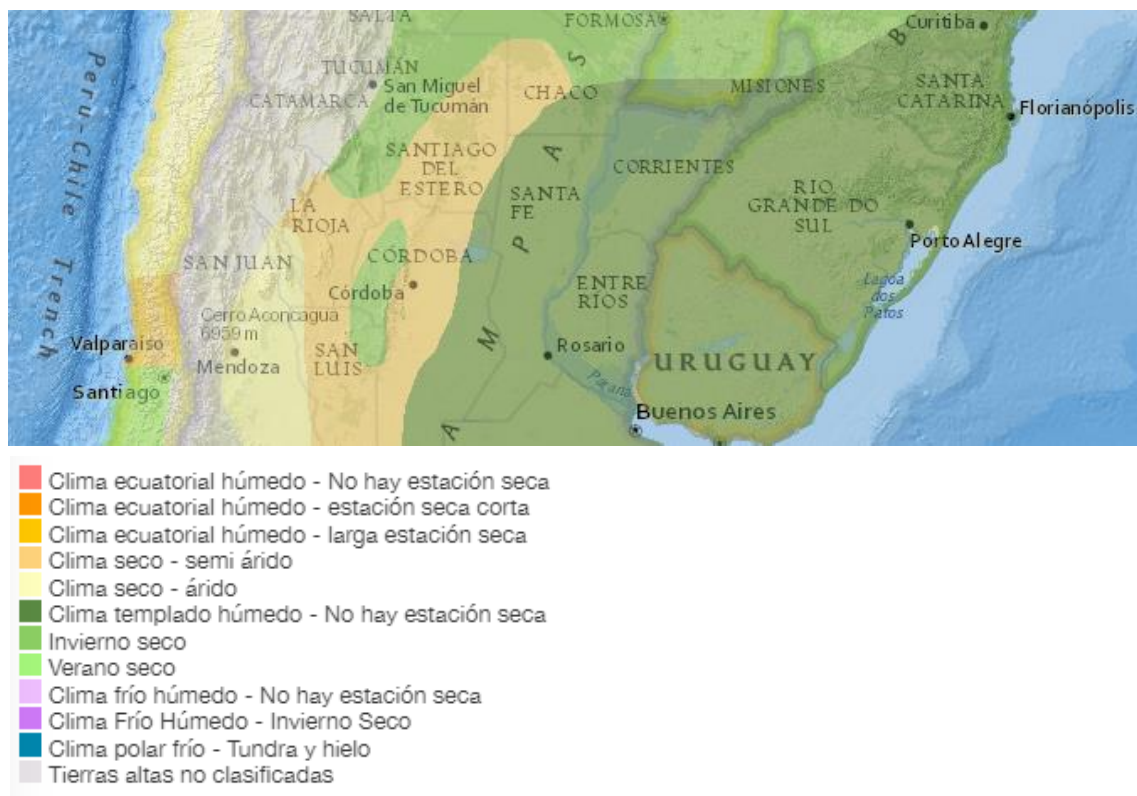 SALTA
FORMOSA
Curitiba
Peru-Chile Trench
TUCUMÁN
San Miguel
de Tucumán
CATAMARCA
CHACO
MISIONES
SANTA
CATARINA
Florianópolis
SANTIAGO
DEL
ESTERO
CORRIENTES
SANTA
FE
RIO
GRANDE DO
SUL
LA
RIOJA
Porto Alegre
CÓRDOBA
SAN JUAN
Córdoba
ENTRE
RÍOS
Lagoa
dos
Patos
Cerro Aconcagua
6959 m
Valparaíso
Mendoza
SAN
LUIS
Rosario
URUGUAY
Santiago
Paraná
Buenos Aires
P A M P A S
B
Clima ecuatorial húmedo - No hay estación seca
Clima ecuatorial húmedo - estación seca corta
Clima ecuatorial húmedo - larga estación seca
Clima seco - semi árido
Clima seco - árido
Clima templado húmedo - No hay estación seca
Invierno seco
Verano seco
Clima frío húmedo - No hay estación seca
Clima Frío Húmedo - Invierno Seco
Clima polar frío - Tundra y hielo
Tierras altas no clasificadas